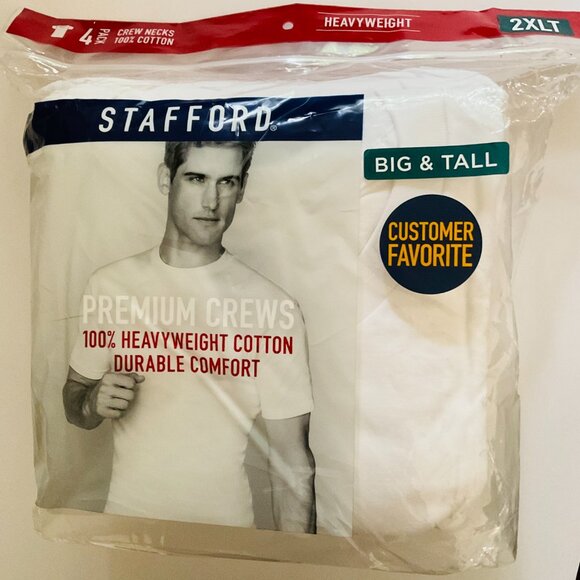 4 PACK
CREW NECKS
100% COTTON
HEAVYWEIGHT
2XLT
STAFFORD®
BIG & TALL
CUSTOMER
FAVORITE
PREMIUM CREWS
100% HEAVYWEIGHT COTTON
DURABLE COMFORT